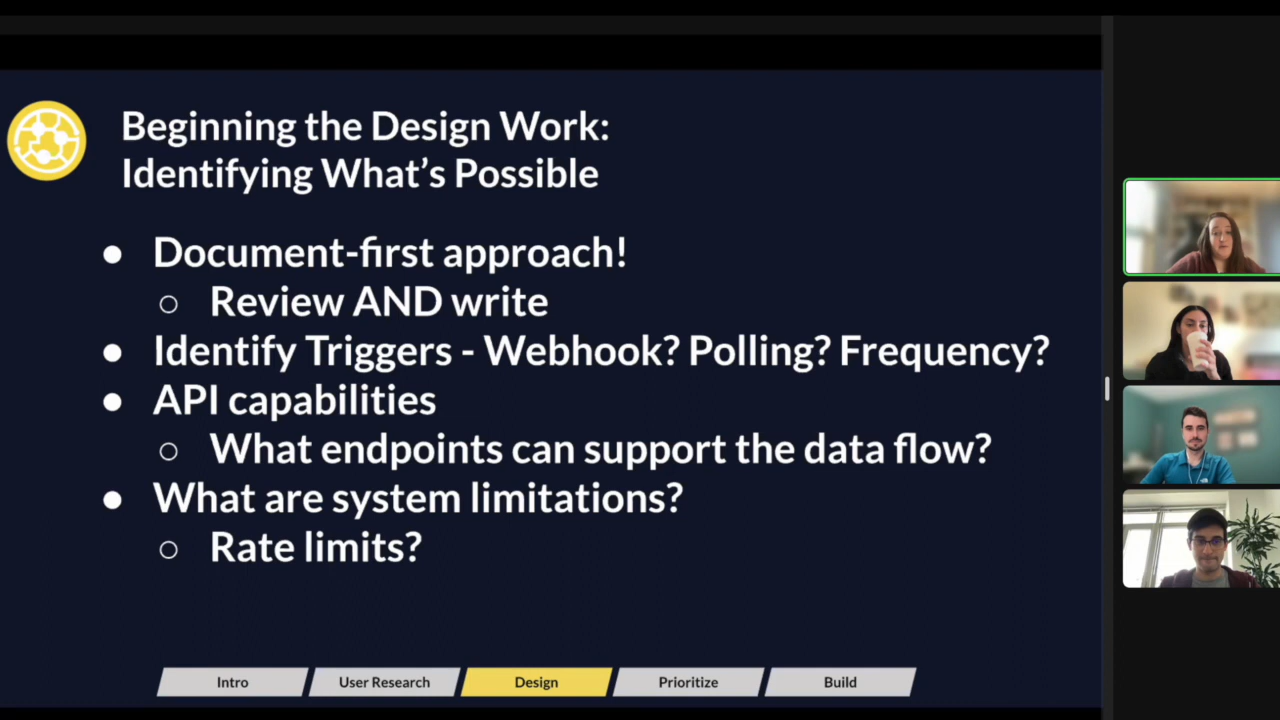 Beginning the Design Work:
Identifying What's Possible
● Document-first approach!
○ Review AND write
● Identify Triggers - Webhook? Polling? Frequency?
● API capabilities
○ What endpoints can support the data flow?
● What are system limitations?
○ Rate limits?
Intro
User Research
Design
Prioritize
Build